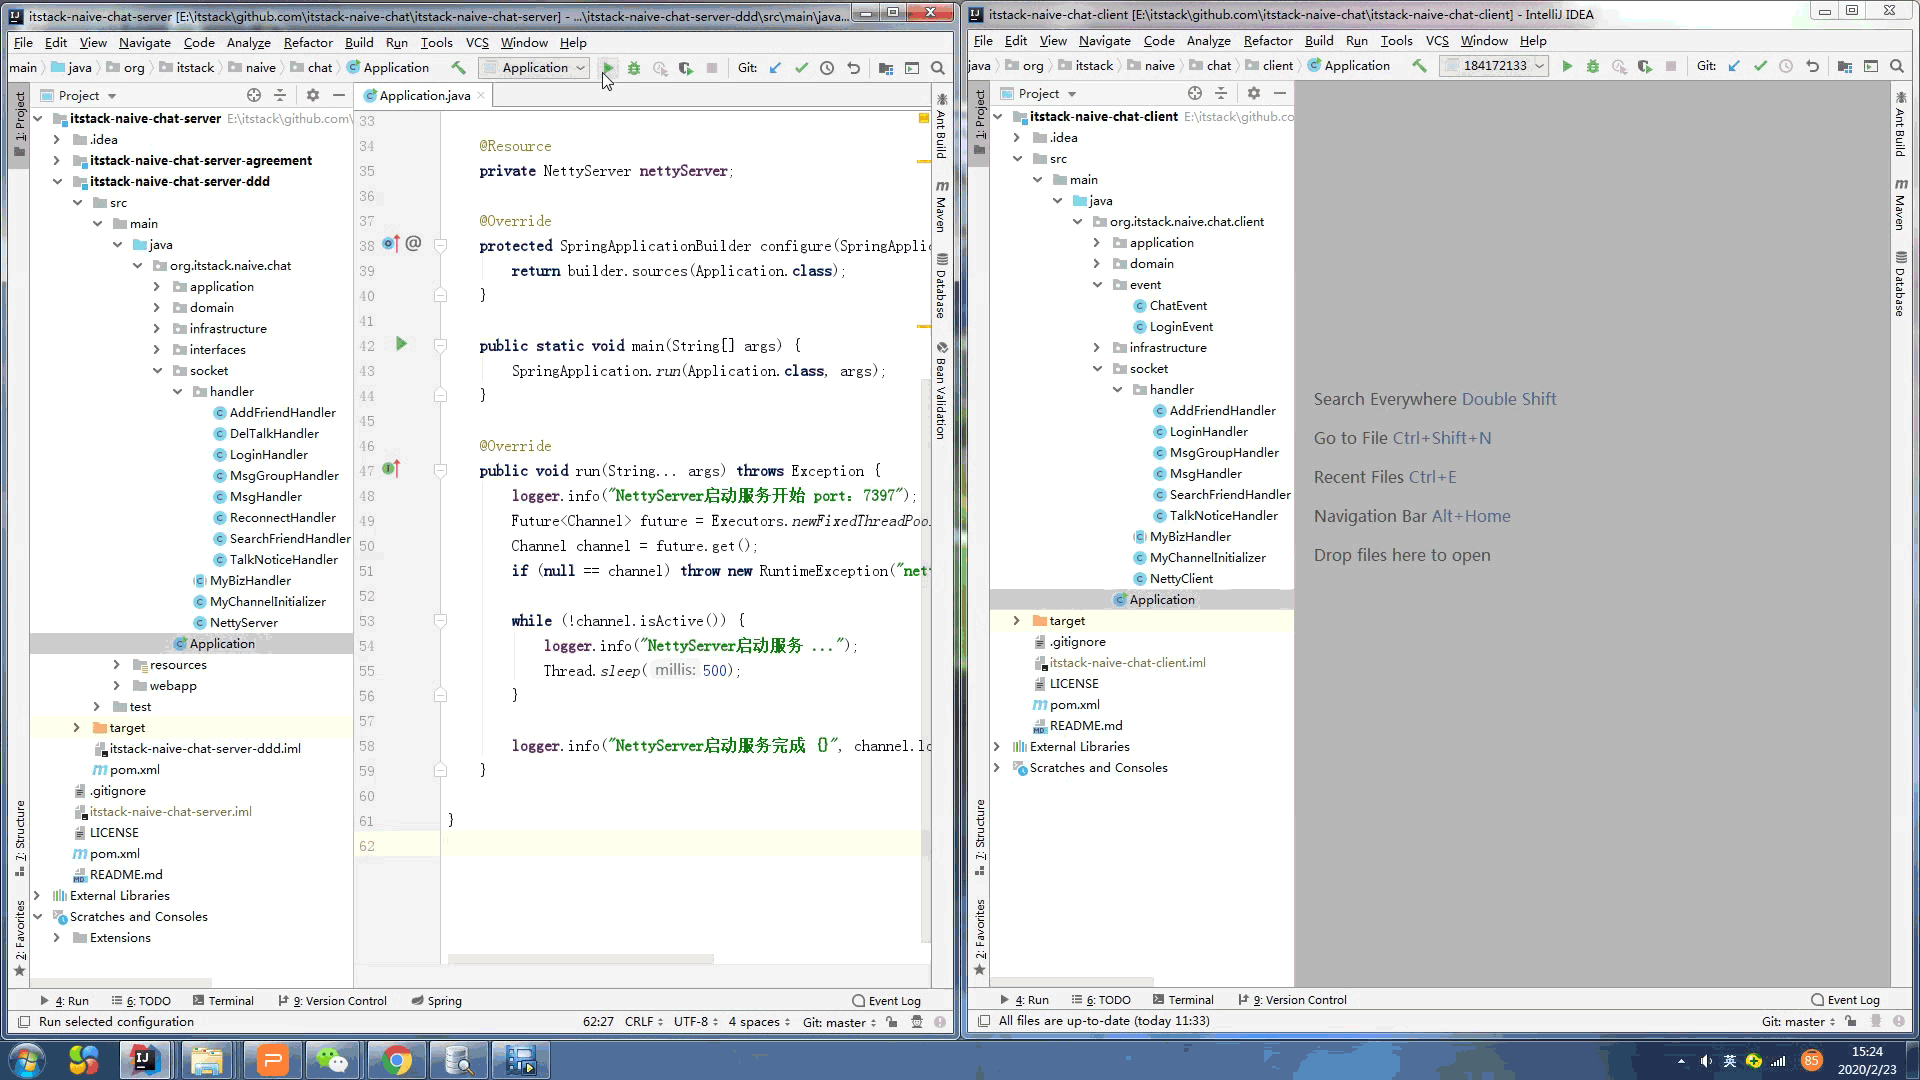 itstack-naive-chat-server [E:\itstack\github.com\itstack-naive-chat\itstack-naive-chat-server] - ...\itstack-naive-chat-server-ddd\src\main\java...
File Edit View Navigate Code Analyze Refactor Build Run Tools VCS Window Help
main java org itstack naive chat Application Application Git:
Project
Application.java
1: Project
7: Structure
2: Favorites
itstack-naive-chat-server E:\itstack\github.com\
.idea
itstack-naive-chat-server-agreement
itstack-naive-chat-server-ddd
src
main
java
org.itstack.naive.chat
application
domain
infrastructure
interfaces
socket
handler
AddFriendHandler
DelTalkHandler
LoginHandler
MsgGroupHandler
MsgHandler
ReconnectHandler
SearchFriendHandler
TalkNoticeHandler
MyBizHandler
MyChannelInitializer
NettyServer
Application
resources
webapp
test
target
itstack-naive-chat-server-ddd.iml
pom.xml
.gitignore
itstack-naive-chat-server.iml
LICENSE
pom.xml
README.md
External Libraries
Scratches and Consoles
Extensions
33
34 @Resource
35 private NettyServer nettyServer;
36
37 @Override
38 @ protected SpringApplicationBuilder configure(SpringApplic
39 return builder.sources(Application.class);
40 }
41
42 public static void main(String[] args) {
43 SpringApplication.run(Application.class, args);
44 }
45
46 @Override
47 public void run(String... args) throws Exception {
48 logger.info("NettyServer启动服务开始 port：7397");
49 Future<Channel> future = Executors.newFixedThreadPoo
50 Channel channel = future.get();
51 if (null == channel) throw new RuntimeException("net
52
53 while (!channel.isActive()) {
54 logger.info("NettyServer启动服务 ...");
55 Thread.sleep( millis: 500);
56 }
57
58 logger.info("NettyServer启动服务完成 {}", channel.lo
59 }
60
61 }
62
Ant Build
Maven
Database
Bean Validation
4: Run 6: TODO Terminal 9: Version Control Spring Event Log
Run selected configuration 62:27 CRLF UTF-8 4 spaces Git: master
itstack-naive-chat-client [E:\itstack\github.com\itstack-naive-chat\itstack-naive-chat-client] - IntelliJ IDEA
File Edit View Navigate Code Analyze Refactor Build Run Tools VCS Window Help
java org itstack naive chat client Application 184172133 Git:
Project
1: Project
7: Structure
2: Favorites
itstack-naive-chat-client E:\itstack\github.co
.idea
src
main
java
org.itstack.naive.chat.client
application
domain
event
ChatEvent
LoginEvent
infrastructure
socket
handler
AddFriendHandler
LoginHandler
MsgGroupHandler
MsgHandler
SearchFriendHandler
TalkNoticeHandler
MyBizHandler
MyChannelInitializer
NettyClient
Application
target
.gitignore
itstack-naive-chat-client.iml
LICENSE
pom.xml
README.md
External Libraries
Scratches and Consoles
Search Everywhere Double Shift
Go to File Ctrl+Shift+N
Recent Files Ctrl+E
Navigation Bar Alt+Home
Drop files here to open
Ant Build
Maven
Database
4: Run 6: TODO Terminal 9: Version Control Event Log
All files are up-to-date (today 11:33) Git: master
英 85 15:24
2020/2/23